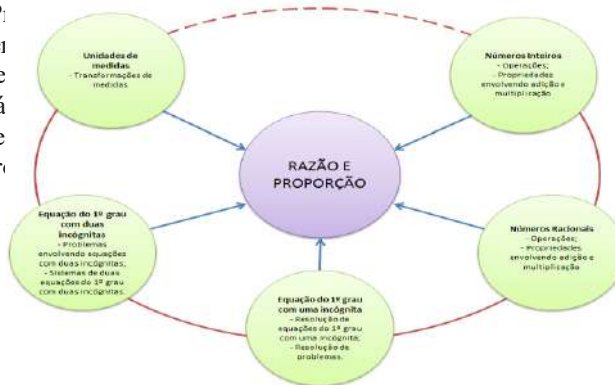 Unidades de
medidas
- Transformações de
medidas
Números Inteiros
- Operações;
- Propriedades
envolvendo adição e
multiplicação
RAZÃO E
PROPORÇÃO
Equação do 1º grau
com duas
incógnitas
- Problemas
envolvendo equações
com duas incógnitas;
- Sistemas de duas
equações do 1º grau
com duas incógnitas.
Números Racionais
- Operações;
- Propriedades
envolvendo adição e
multiplicação
Equação do 1º grau
com uma incógnita
- Resolução de
equações do 1º grau
com uma incógnita;
- Resolução de
problemas.